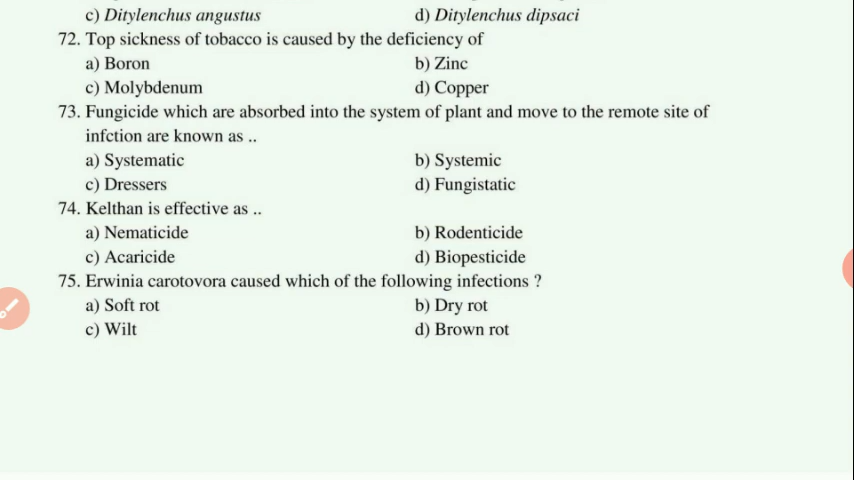 c) Ditylenchus angustus d) Ditylenchus dipsaci
72. Top sickness of tobacco is caused by the deficiency of
a) Boron b) Zinc
c) Molybdenum d) Copper
73. Fungicide which are absorbed into the system of plant and move to the remote site of
infction are known as ..
a) Systematic b) Systemic
c) Dressers d) Fungistatic
74. Kelthan is effective as ..
a) Nematicide b) Rodenticide
c) Acaricide d) Biopesticide
75. Erwinia carotovora caused which of the following infections ?
a) Soft rot b) Dry rot
c) Wilt d) Brown rot